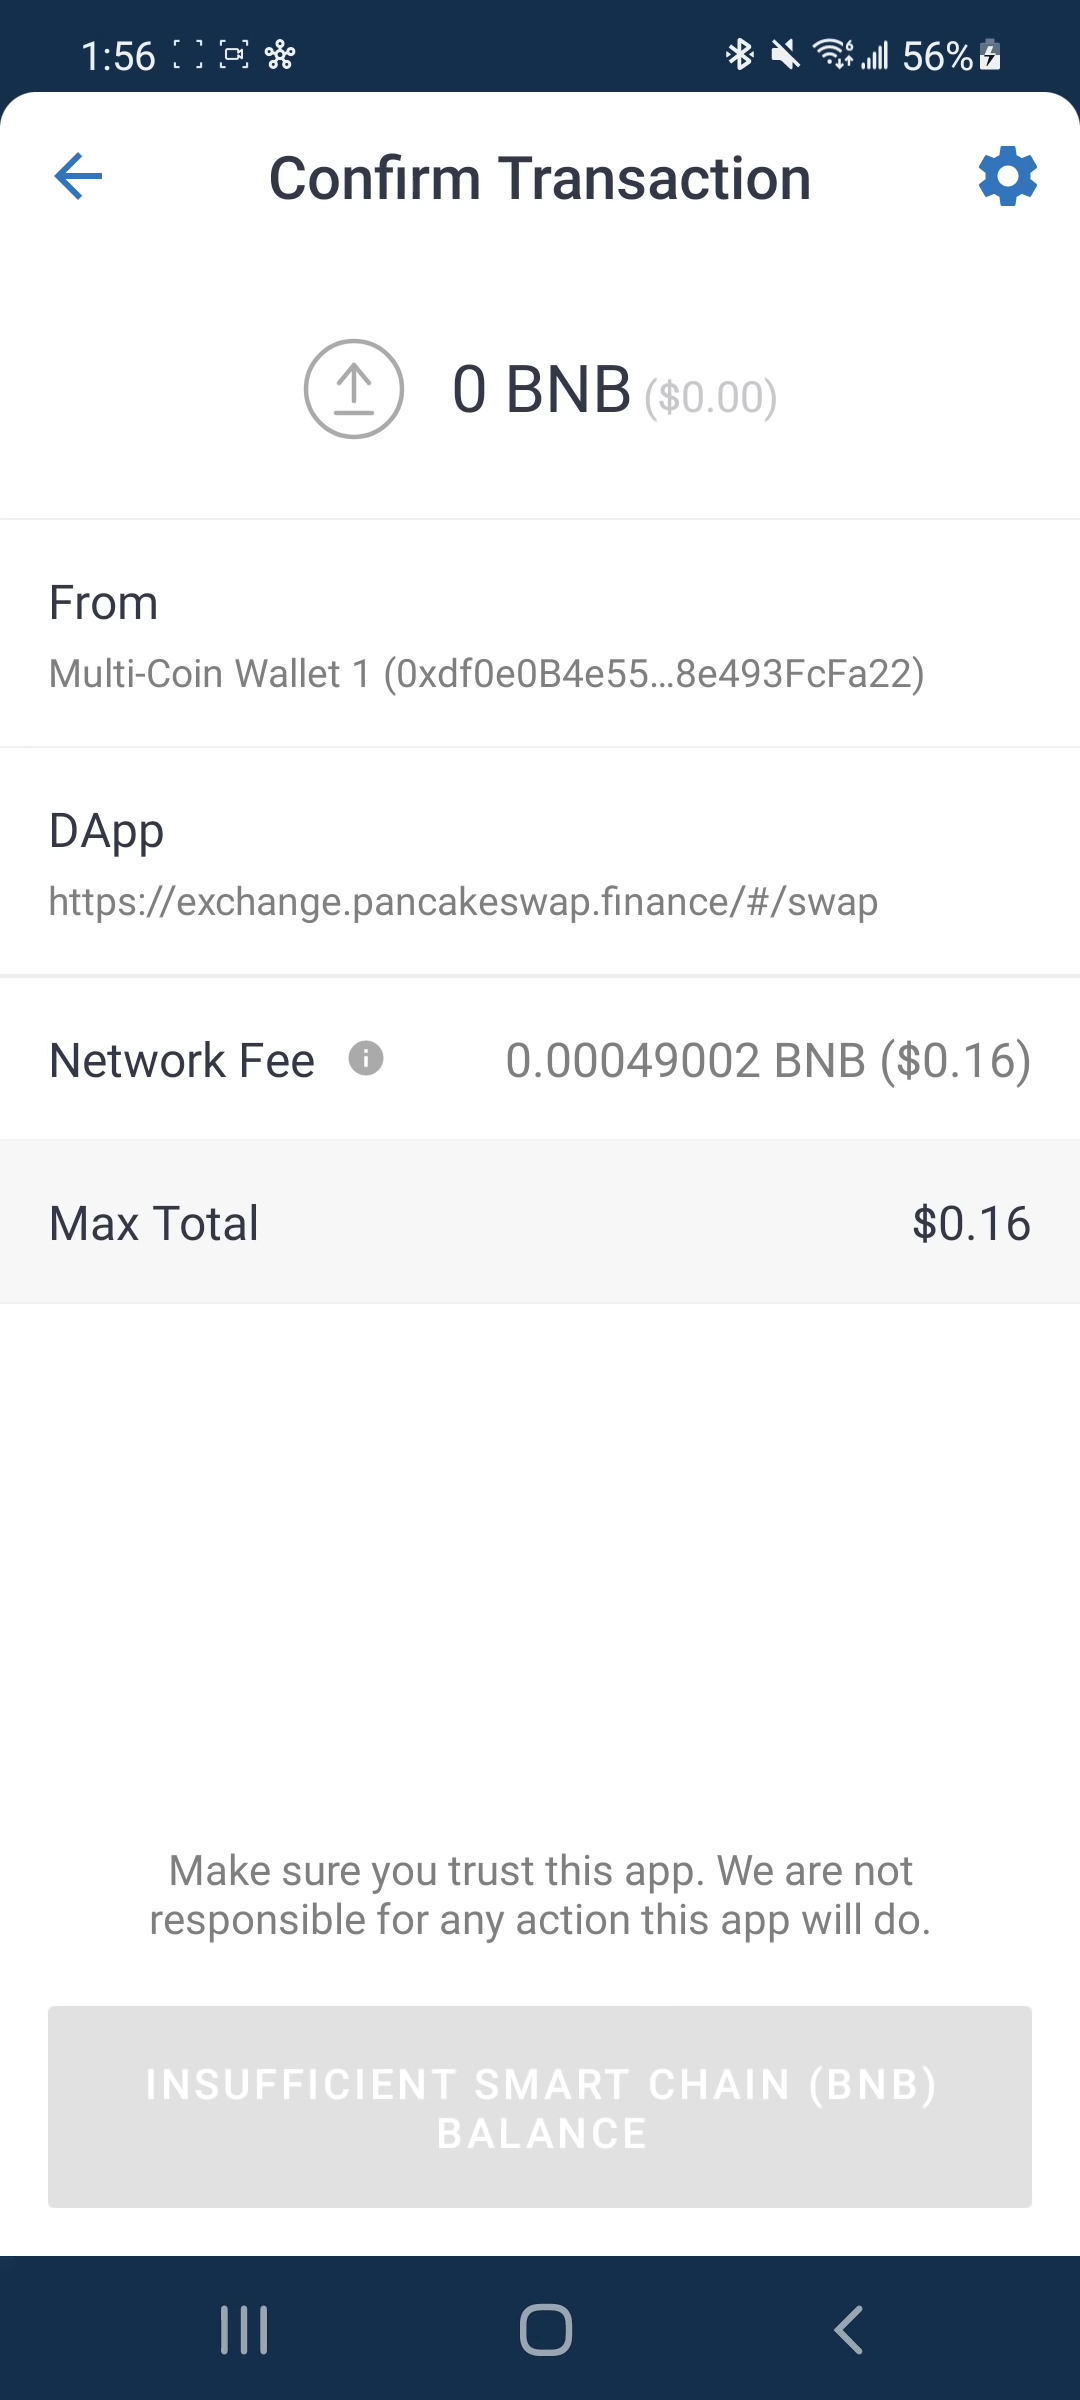 1:56
56%
Confirm Transaction
0 BNB ($0.00)
From
Multi-Coin Wallet 1 (0xdf0e0B4e55...8e493FcFa22)
DApp
https://exchange.pancakeswap.finance/#/swap
Network Fee
0.00049002 BNB ($0.16)
Max Total
$0.16
Make sure you trust this app. We are not
responsible for any action this app will do.
INSUFFICIENT SMART CHAIN (BNB)
BALANCE